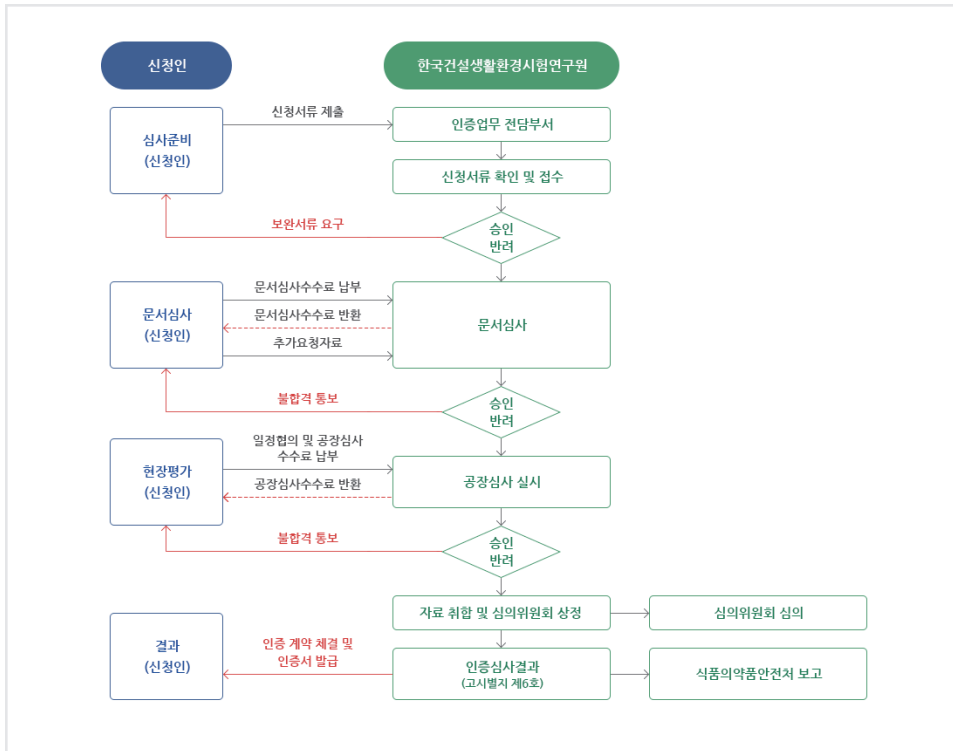 신청인
한국건설생활환경시험연구원
심사준비
(신청인)
신청서류 제출
인증업무 전담부서
신청서류 확인 및 접수
보완서류 요구
승인
반려
문서심사
(신청인)
문서심사수수료 납부
문서심사수수료 반환
추가요청자료
문서심사
불합격 통보
승인
반려
현장평가
(신청인)
일정협의 및 공장심사
수수료 납부
공장심사수수료 반환
공장심사 실시
불합격 통보
승인
반려
자료 취합 및 심의위원회 상정
심의위원회 심의
결과
(신청인)
인증 계약 체결 및
인증서 발급
인증심사결과
(고시별지 제6호)
식품의약품안전처 보고